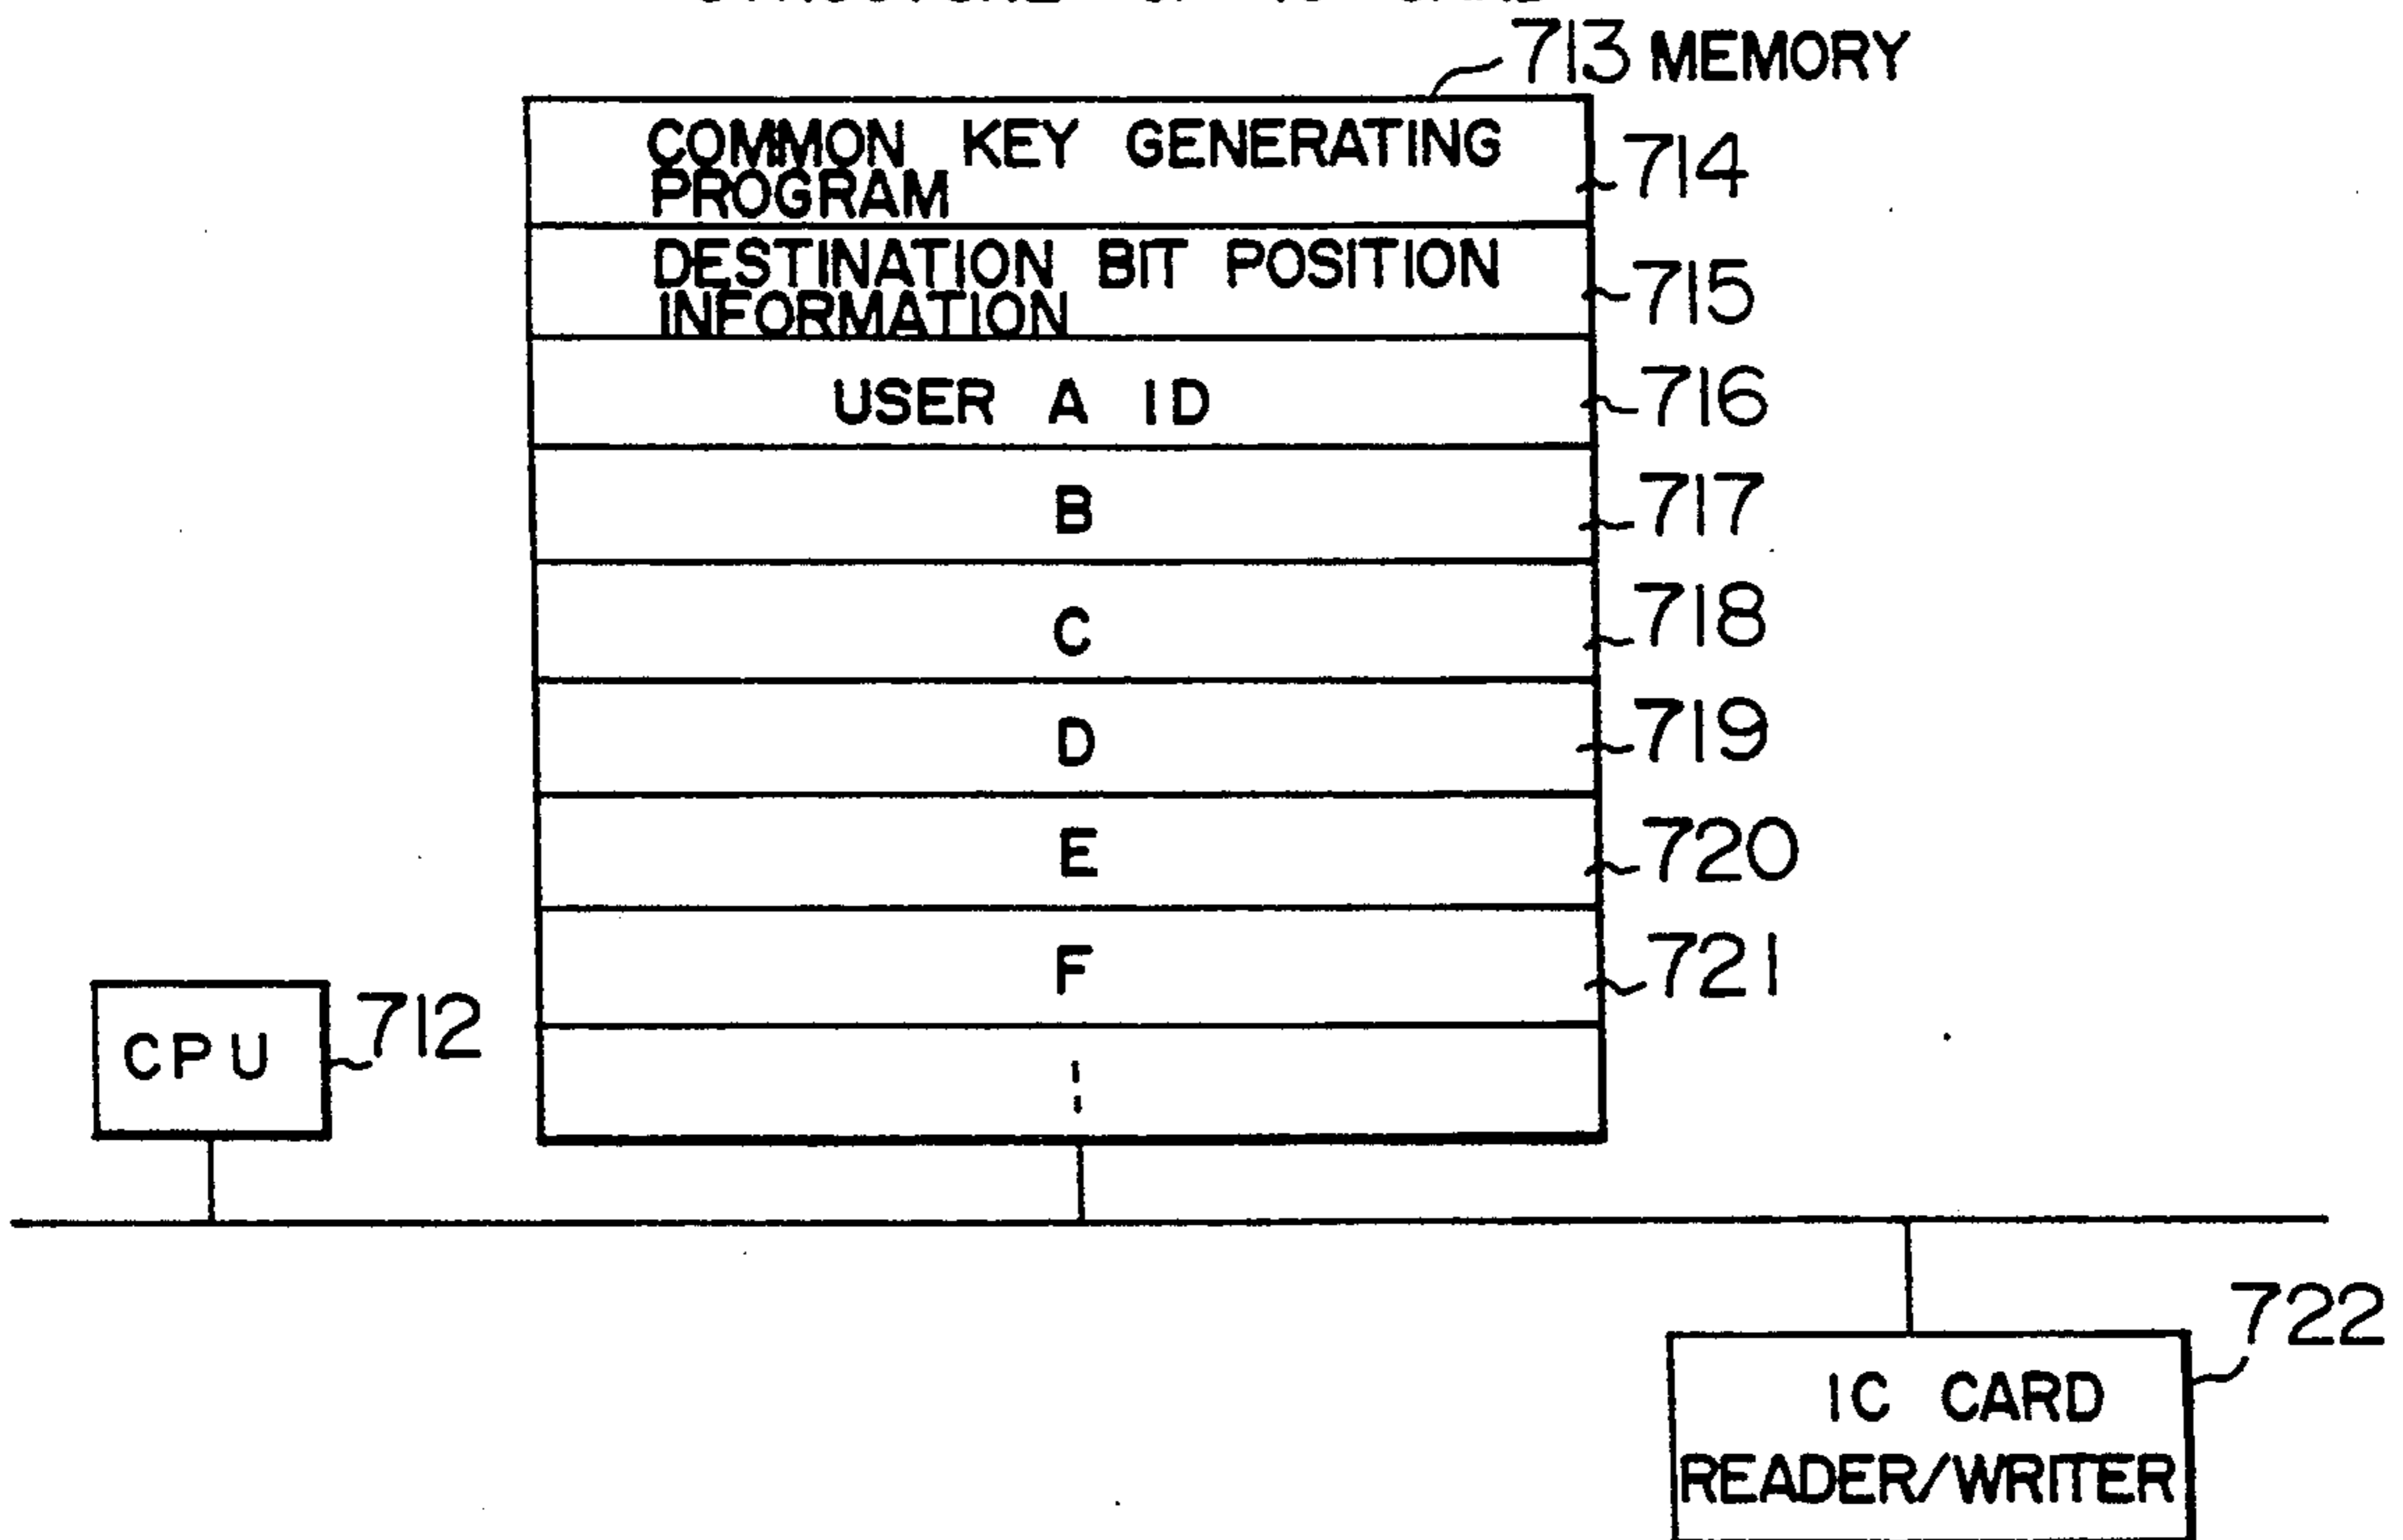 713 MEMORY
COMMON KEY GENERATING
PROGRAM
714
DESTINATION BIT POSITION
INFORMATION
715
USER A ID
716
B
717
C
718
D
719
E
720
F
721
CPU
712
722
IC CARD
READER/WRITER